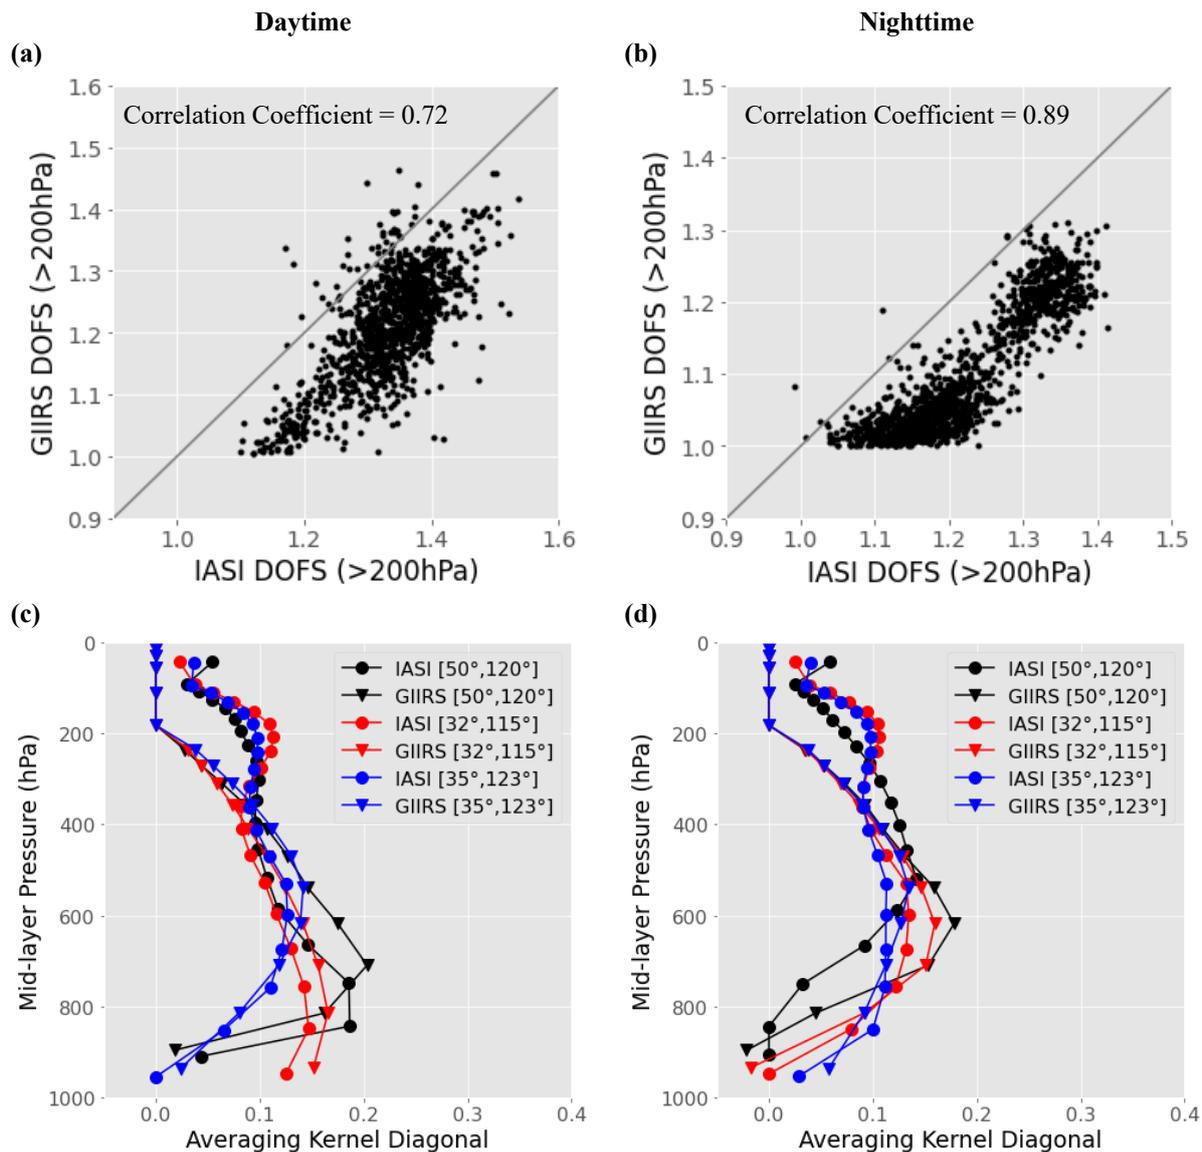 Daytime
Nighttime
(a)
(b)
Correlation Coefficient = 0.72
1.6
1.5
1.4
1.3
1.2
1.1
1.0
0.9
GIIRS DOFS (>200hPa)
1.0 1.2 1.4 1.6
IASI DOFS (>200hPa)
Correlation Coefficient = 0.89
1.5
1.4
1.3
1.2
1.1
1.0
0.9
GIIRS DOFS (>200hPa)
0.9 1.0 1.1 1.2 1.3 1.4 1.5
IASI DOFS (>200hPa)
(c)
(d)
0
200
400
600
800
1000
Mid-layer Pressure (hPa)
IASI [50°,120°]
GIIRS [50°,120°]
IASI [32°,115°]
GIIRS [32°,115°]
IASI [35°,123°]
GIIRS [35°,123°]
0.0 0.1 0.2 0.3 0.4
Averaging Kernel Diagonal
0
200
400
600
800
1000
Mid-layer Pressure (hPa)
IASI [50°,120°]
GIIRS [50°,120°]
IASI [32°,115°]
GIIRS [32°,115°]
IASI [35°,123°]
GIIRS [35°,123°]
0.0 0.1 0.2 0.3 0.4
Averaging Kernel Diagonal